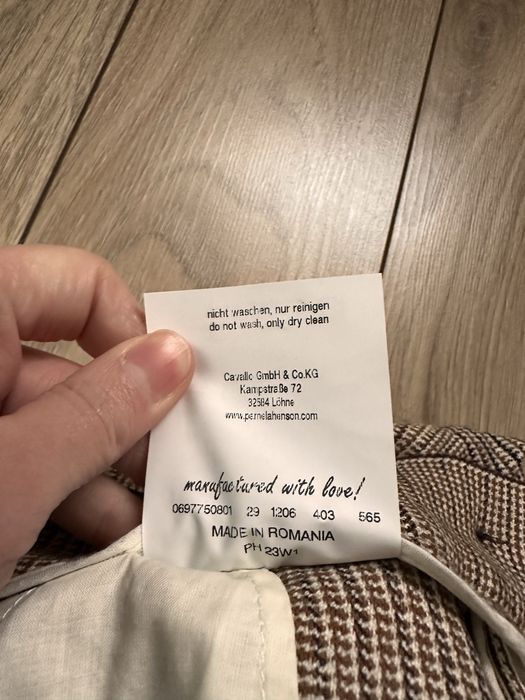 nicht waschen, nur reinigen
do not wash, only dry clean
Cavallo GmbH & Co.KG
Kampstraße 72
32584 Löhne
www.pamelahenson.com
manufactured with love!
0697750801 29 1206 403 565
MADE IN ROMANIA
PH 23W1